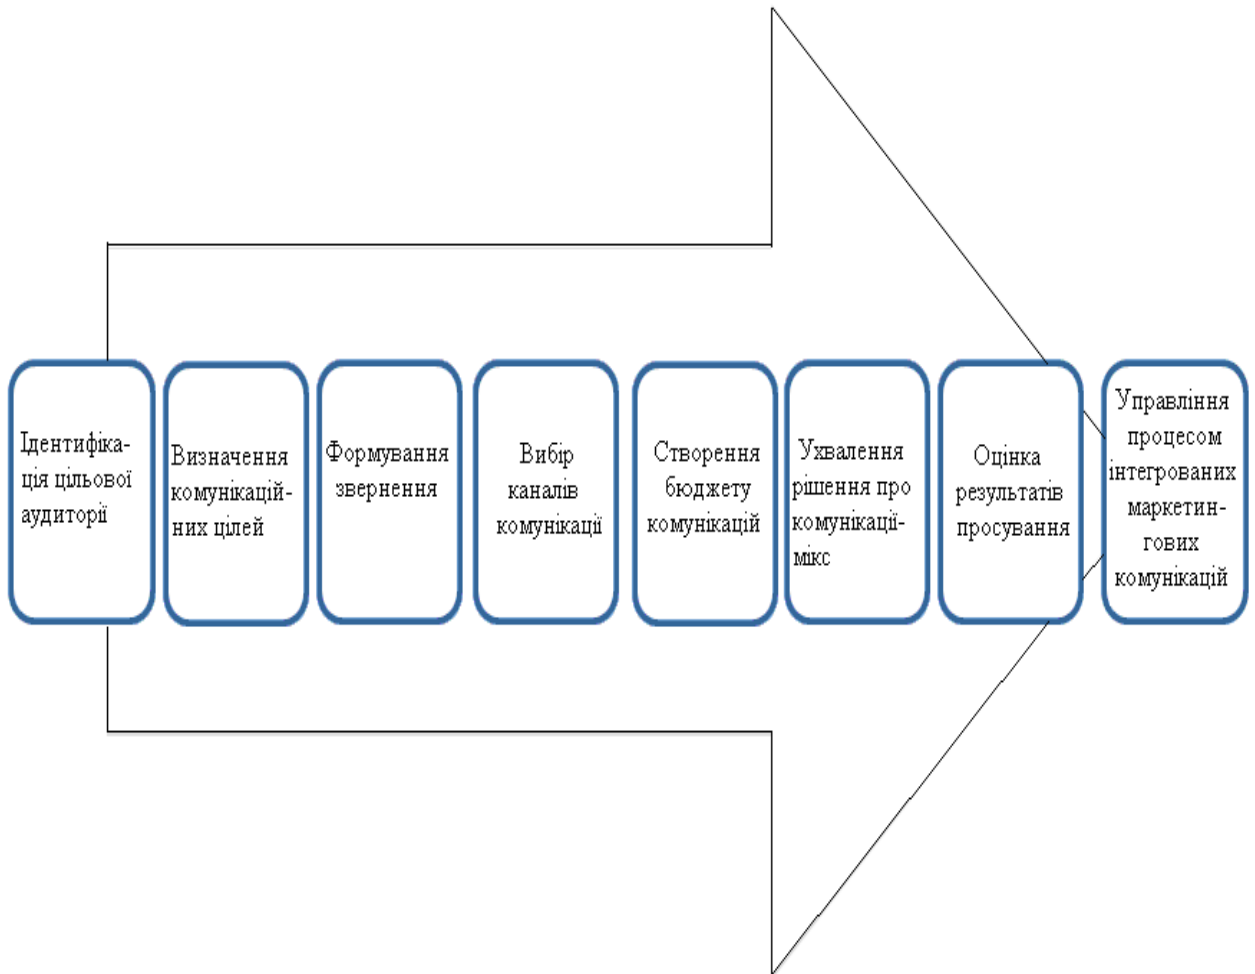 Ідентифіка-
ція цільової
аудиторії
Визначення
комунікацій-
них цілей
Формування
звернення
Вибір
каналів
комунікації
Створення
бюджету
комунікацій
Ухвалення
рішення про
комунікації-
мікс
Оцінка
результатів
просування
Управління
процесом
інтегрованих
маркетин-
гових
комунікацій